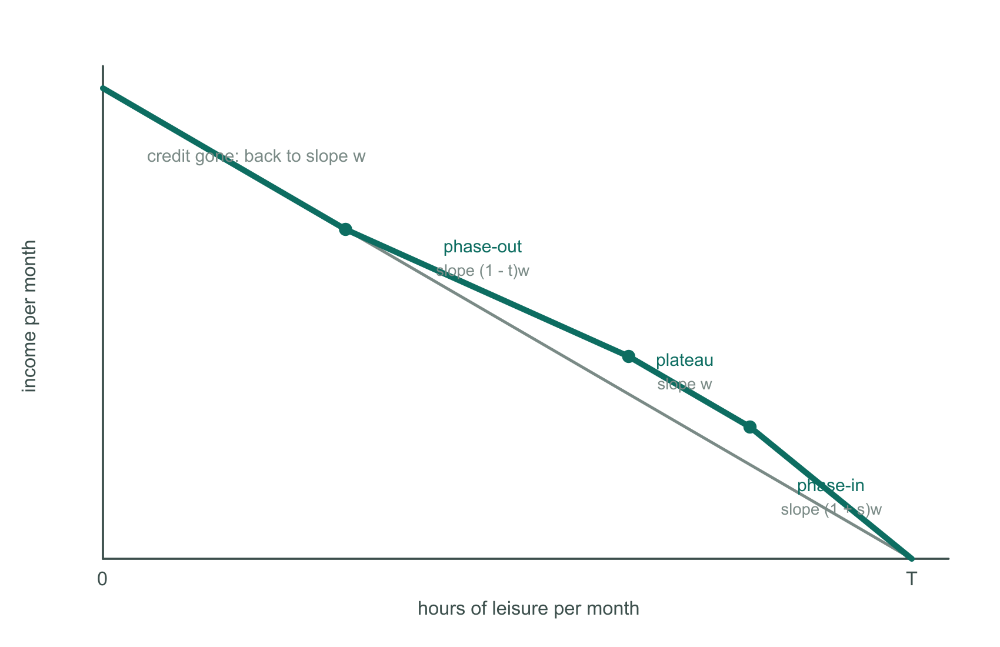 credit gone: back to slope w
phase-out
slope (1 - t)w
plateau
slope w
phase-in
slope (1 + s)w
income per month
0
T
hours of leisure per month